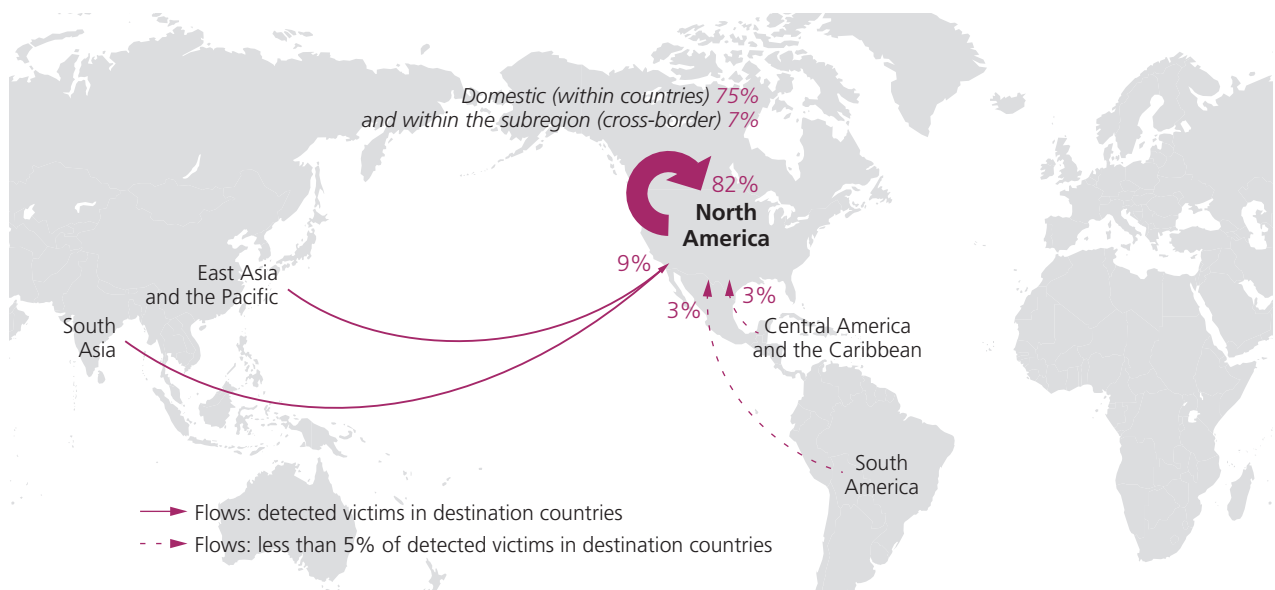 Domestic (within countries) 75%
and within the subregion (cross-border) 7%
82%
North
America
9%
East Asia
and the Pacific
3%
3%
South
Asia
Central America
and the Caribbean
South
America
Flows: detected victims in destination countries
Flows: less than 5% of detected victims in destination countries